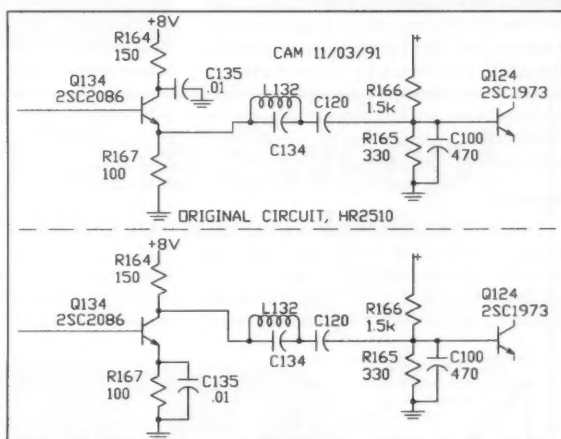 +8V
R164
150
CAM 11/03/91
Q134
2SC2086
C135
.01
L132
C120
R166
1.5k
Q124
2SC1973
R167
100
C134
R165
330
C100
470
ORIGINAL CIRCUIT, HR2510
+8V
R164
150
Q134
2SC2086
L132
C120
R166
1.5k
Q124
2SC1973
C134
R167
100
C135
.01
R165
330
C100
470